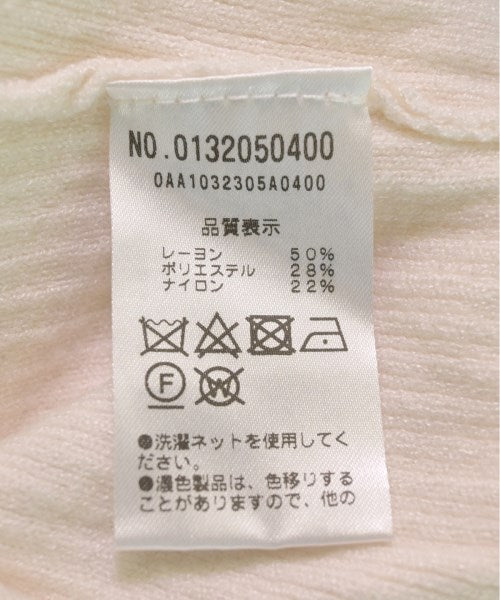 NO.0132050400
0AA1032305A0400
品質表示
レーヨン 50%
ポリエステル 28%
ナイロン 22%
F W
●洗濯ネットを使用してく
ださい。
●濃色製品は、色移りする
ことがありますので、他の